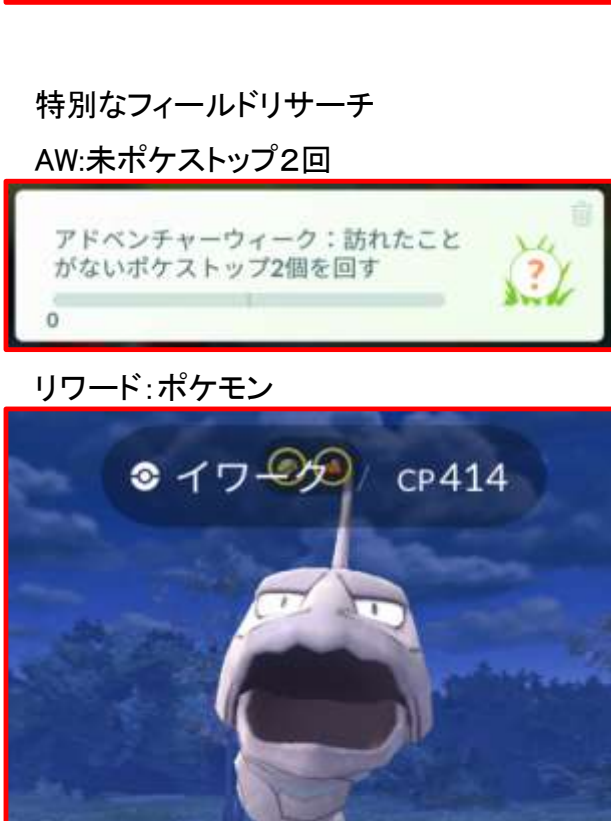 特別なフィールドリサーチ
AW:未ポケストップ２回
アドベンチャーウィーク：訪れたこと
がないポケストップ2個を回す
?
0
リワード：ポケモン
イワーク / CP414